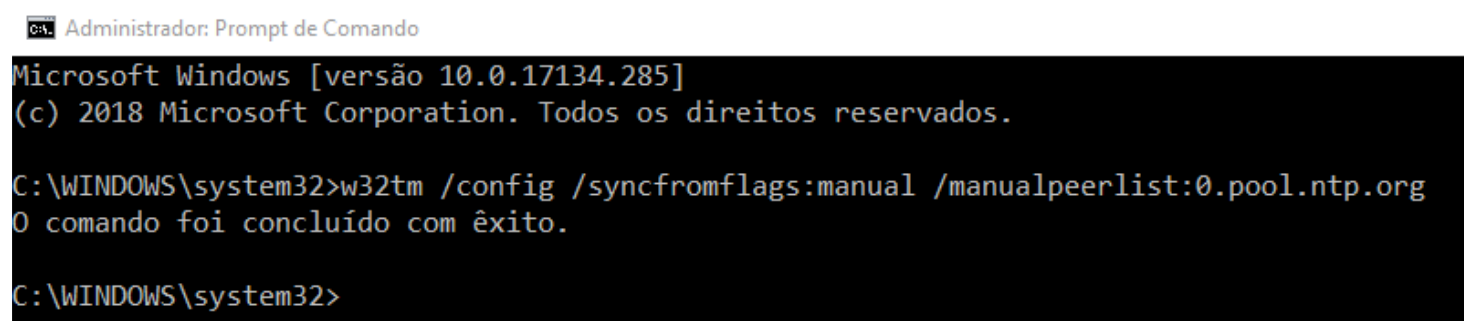 Administrador: Prompt de Comando
Microsoft Windows [versão 10.0.17134.285]
(c) 2018 Microsoft Corporation. Todos os direitos reservados.
C:\WINDOWS\system32>w32tm /config /syncfromflags:manual /manualpeerlist:0.pool.ntp.org
O comando foi concluído com êxito.
C:\WINDOWS\system32>